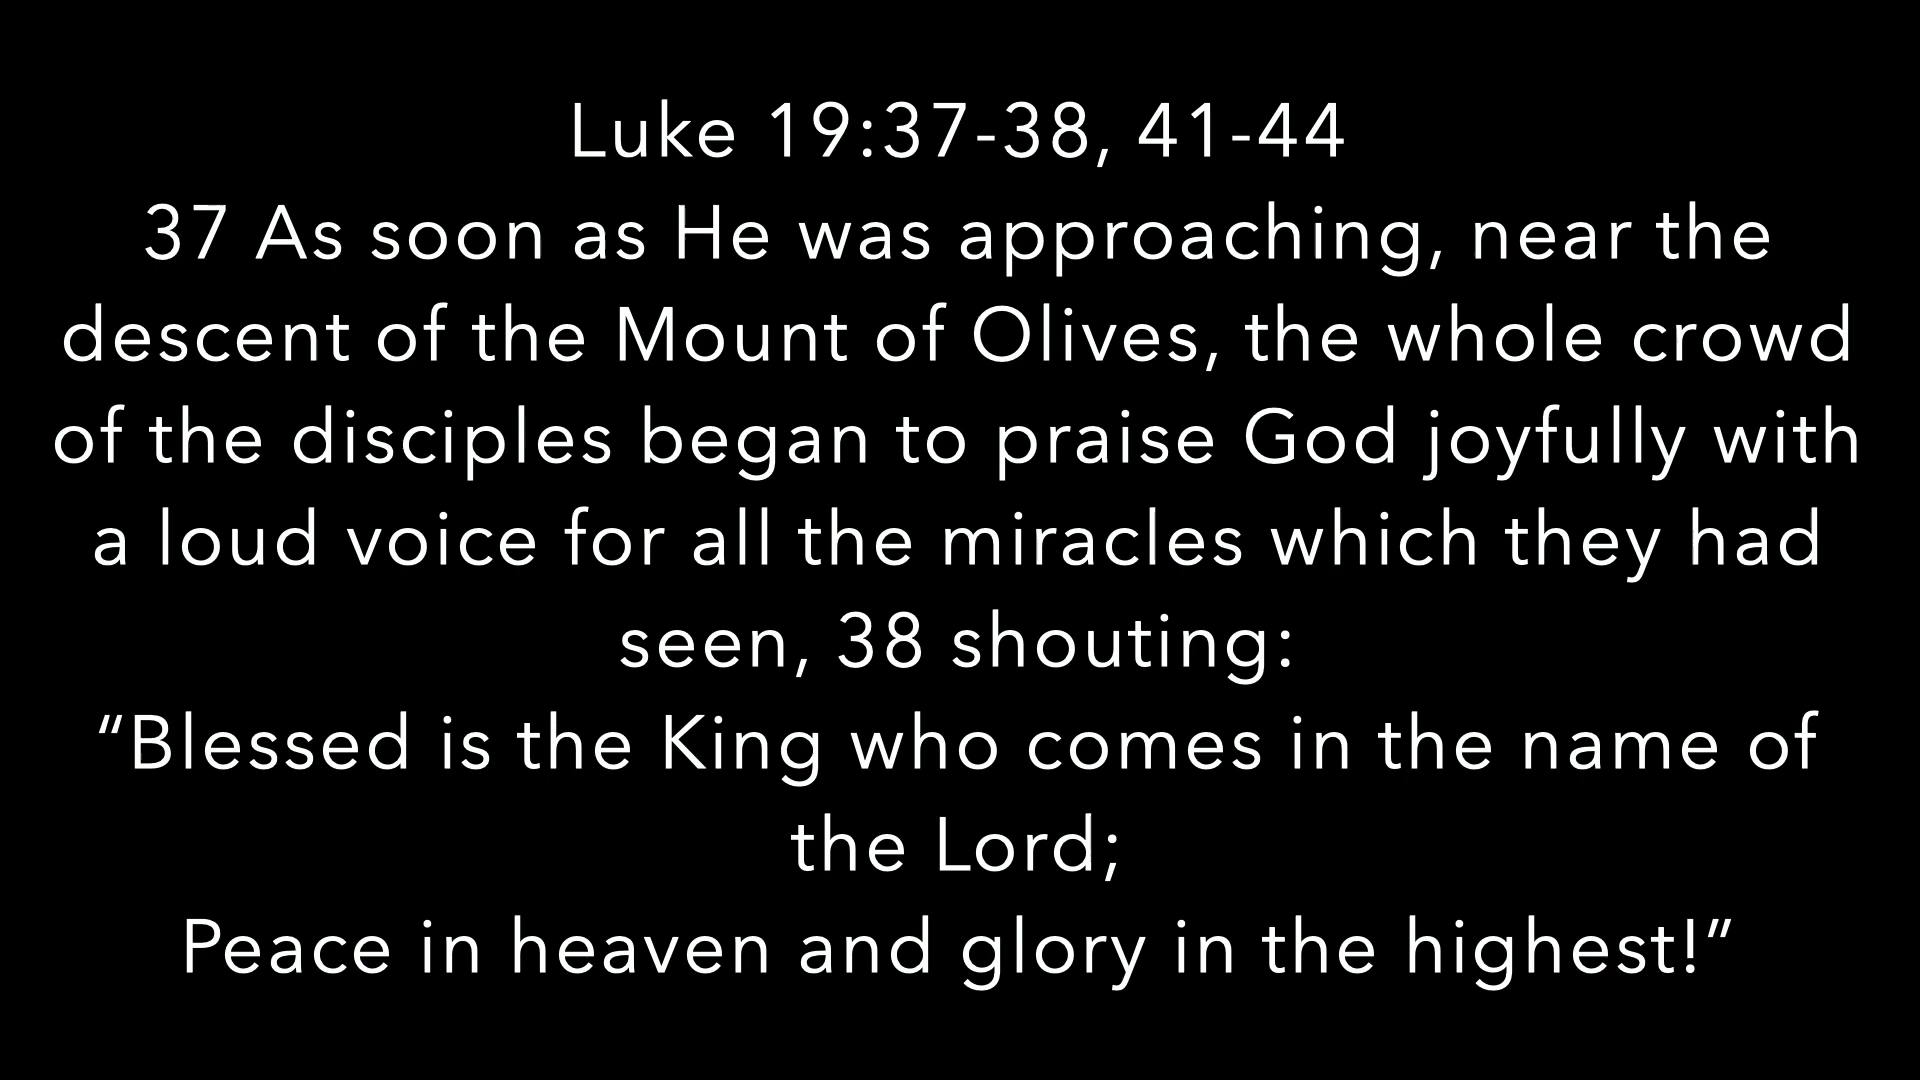 Luke 19:37-38, 41-44
37 As soon as He was approaching, near the
descent of the Mount of Olives, the whole crowd
of the disciples began to praise God joyfully with
a loud voice for all the miracles which they had
seen, 38 shouting:
“Blessed is the King who comes in the name of
the Lord;
Peace in heaven and glory in the highest!”